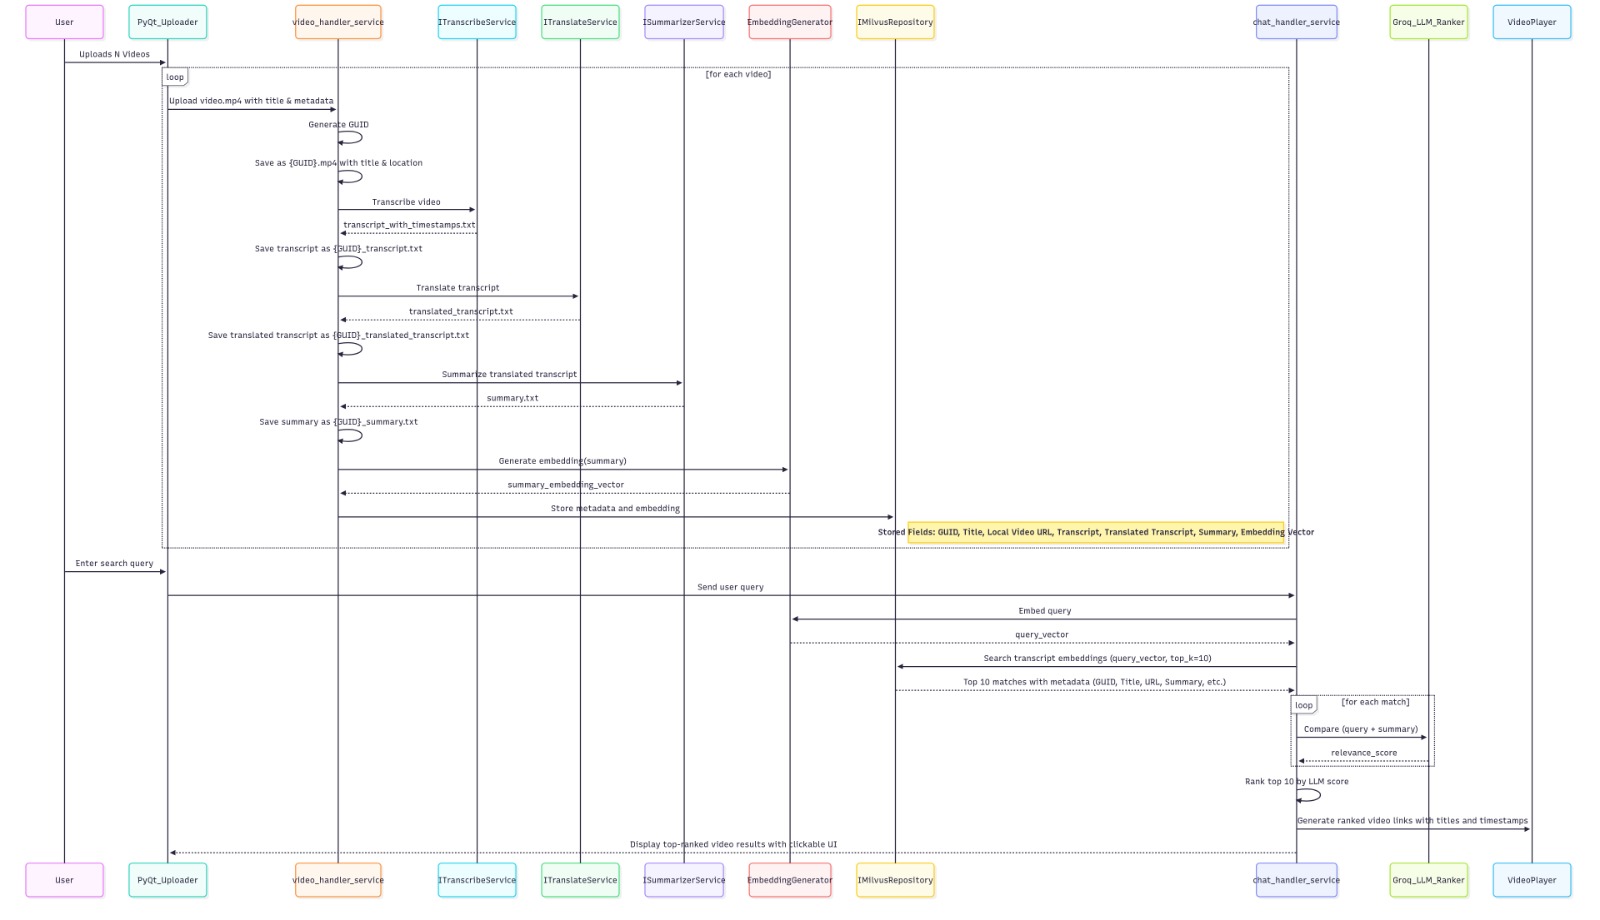 User
PyQt_Uploader
video_handler_service
ITranscribeService
ITranslateService
ISummarizerService
EmbeddingGenerator
IMilvusRepository
chat_handler_service
Groq_LLM_Ranker
VideoPlayer
Uploads N Videos
loop
[for each video]
Upload video.mp4 with title & metadata
Generate GUID
Save as {GUID}.mp4 with title & location
Transcribe video
transcript_with_timestamps.txt
Save transcript as {GUID}_transcript.txt
Translate transcript
translated_transcript.txt
Save translated transcript as {GUID}_translated_transcript.txt
Summarize translated transcript
summary.txt
Save summary as {GUID}_summary.txt
Generate embedding(summary)
summary_embedding_vector
Store metadata and embedding
Stored Fields: GUID, Title, Local Video URL, Transcript, Translated Transcript, Summary, Embedding Vector
Enter search query
Send user query
Embed query
query_vector
Search transcript embeddings (query_vector, top_k=10)
Top 10 matches with metadata (GUID, Title, URL, Summary, etc.)
loop
[for each match]
Compare (query + summary)
relevance_score
Rank top 10 by LLM score
Generate ranked video links with titles and timestamps
Display top-ranked video results with clickable UI
User
PyQt_Uploader
video_handler_service
ITranscribeService
ITranslateService
ISummarizerService
EmbeddingGenerator
IMilvusRepository
chat_handler_service
Groq_LLM_Ranker
VideoPlayer